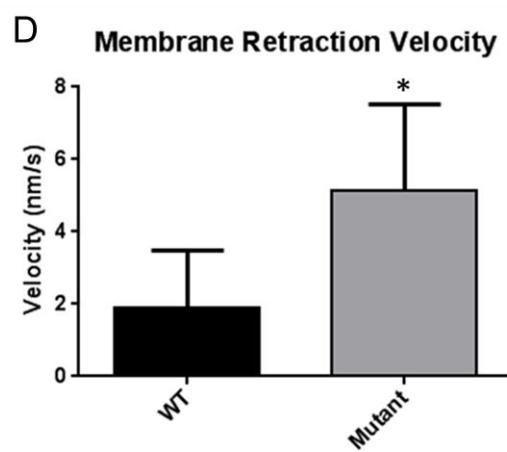 D
Membrane Retraction Velocity
*
Velocity (nm/s)
8
6
4
2
0
WT
Mutant